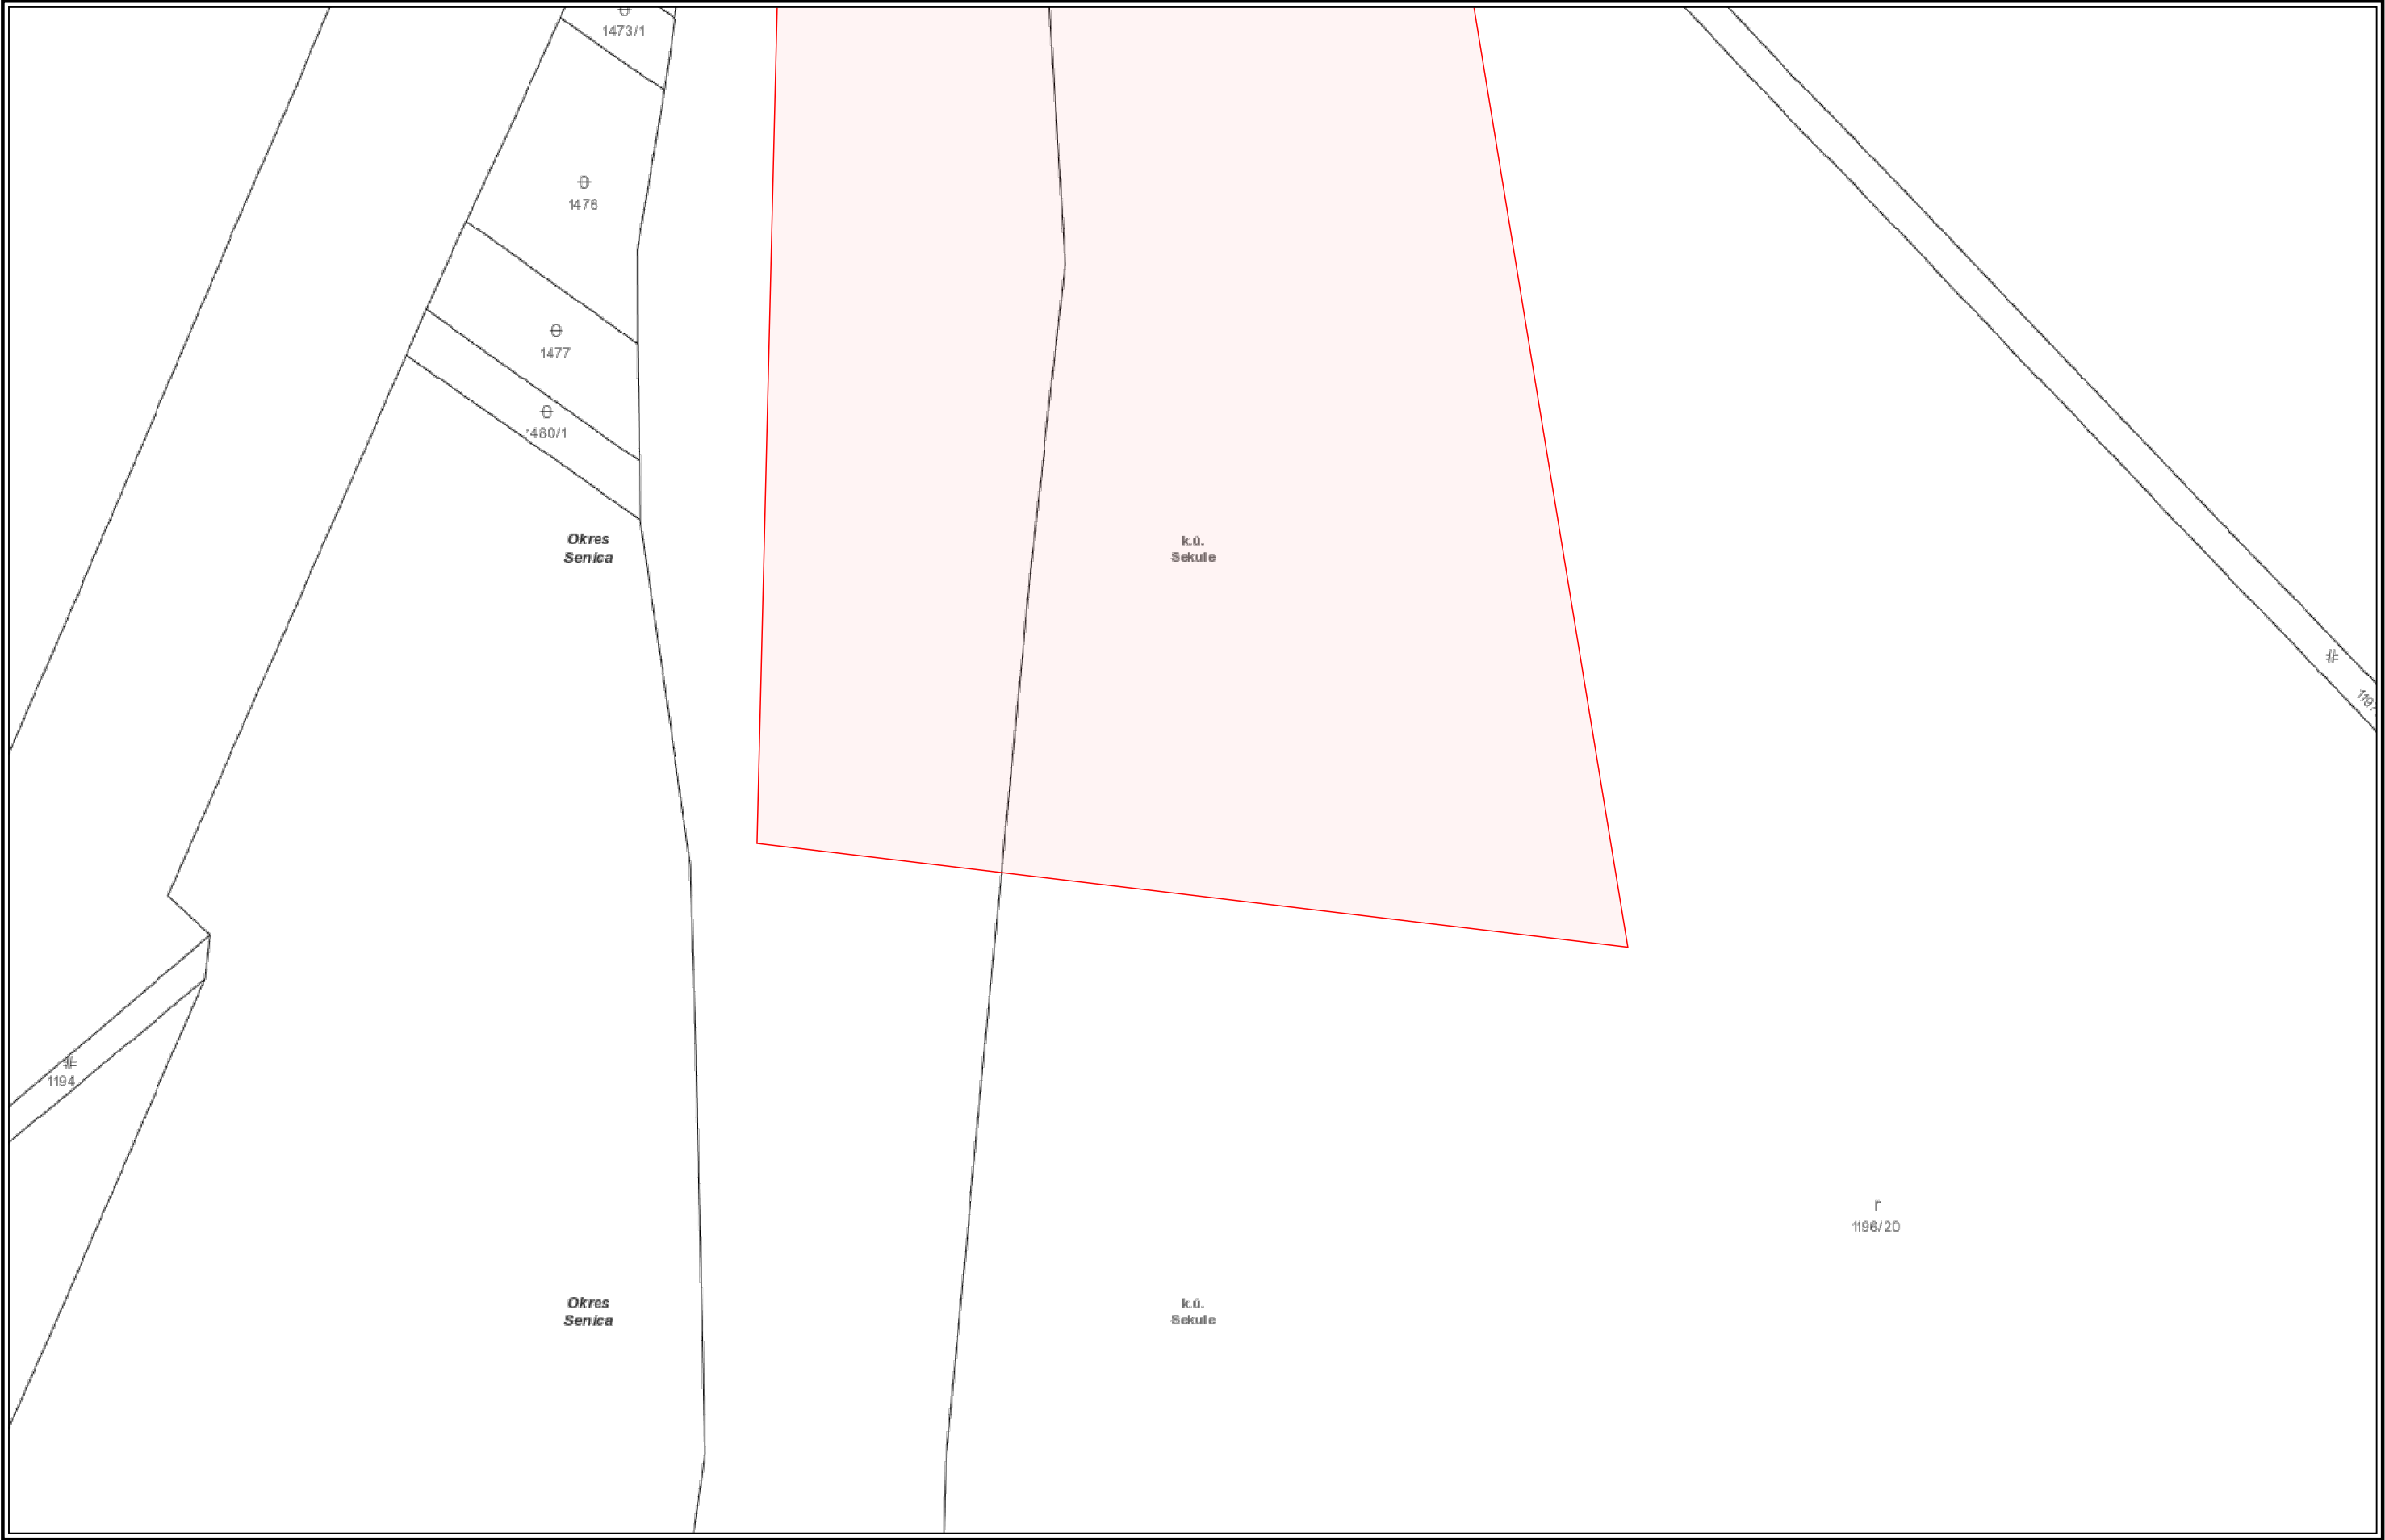 1473/1
1476
1477
1480/1
Okres
Senica
k.ú.
Sekule
1194
r
1196/20
Okres
Senica
k.ú.
Sekule